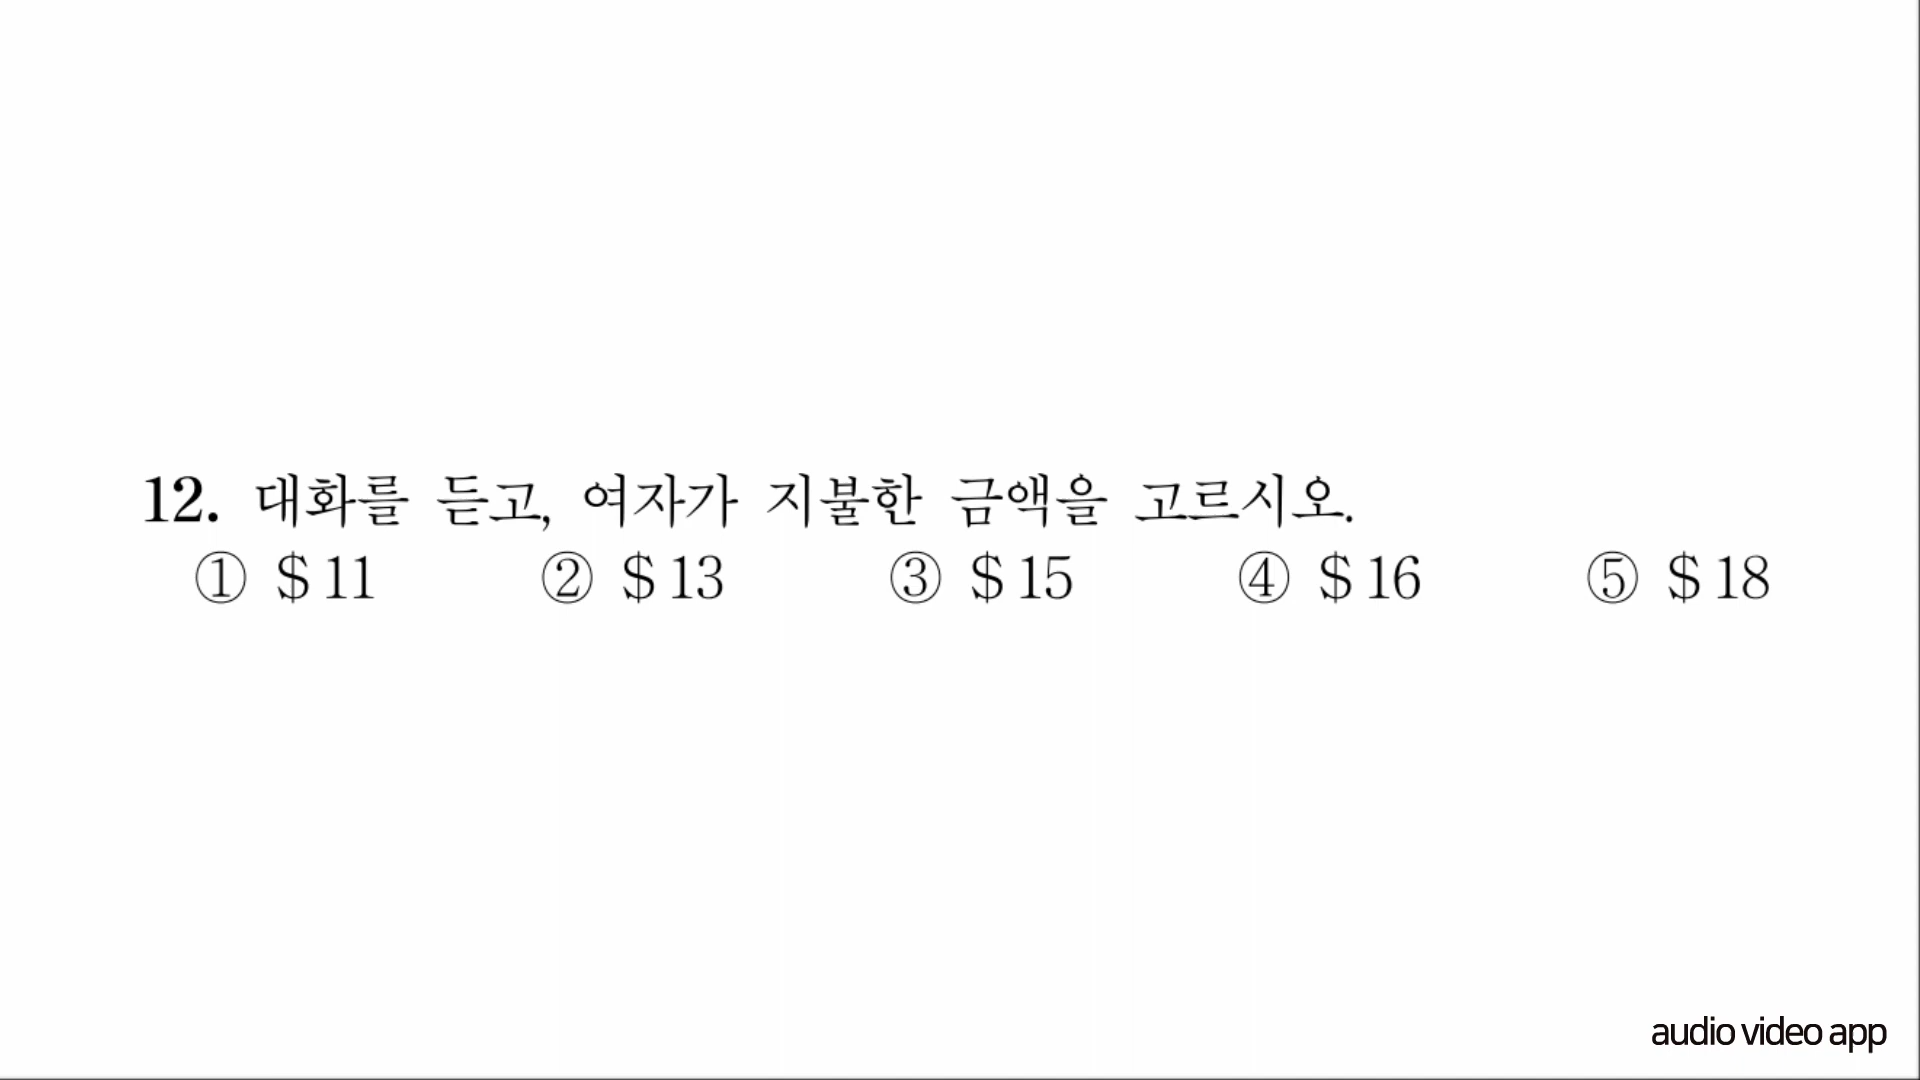 12. 대화를 듣고, 여자가 지불한 금액을 고르시오.
① $11 ② $13 ③ $15 ④ $16 ⑤ $18
audio video app